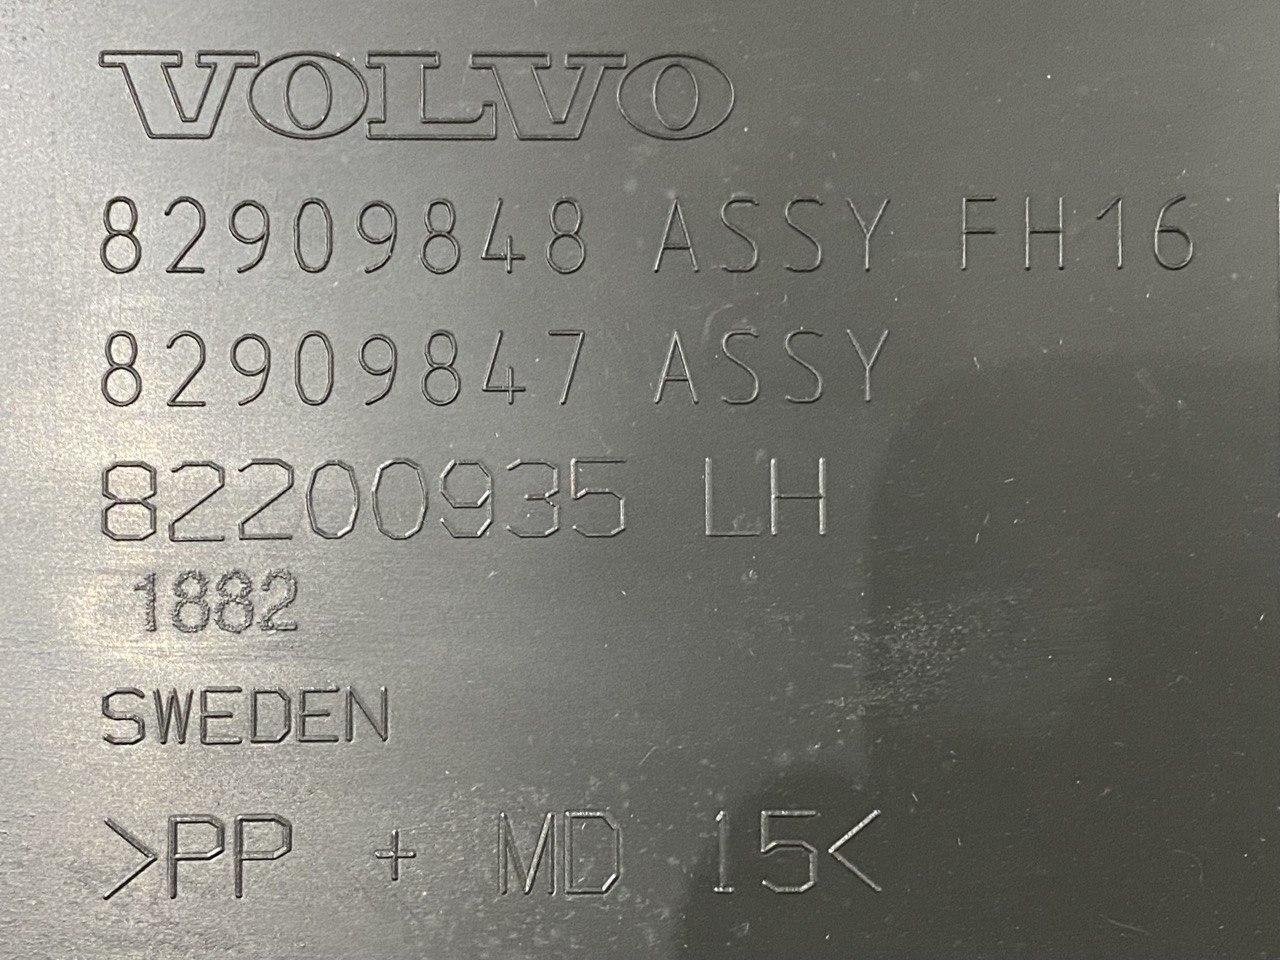 VOLVO
82909848 ASSY FH16
82909847 ASSY
82200935 LH
1882
SWEDEN
>PP + MD 15<